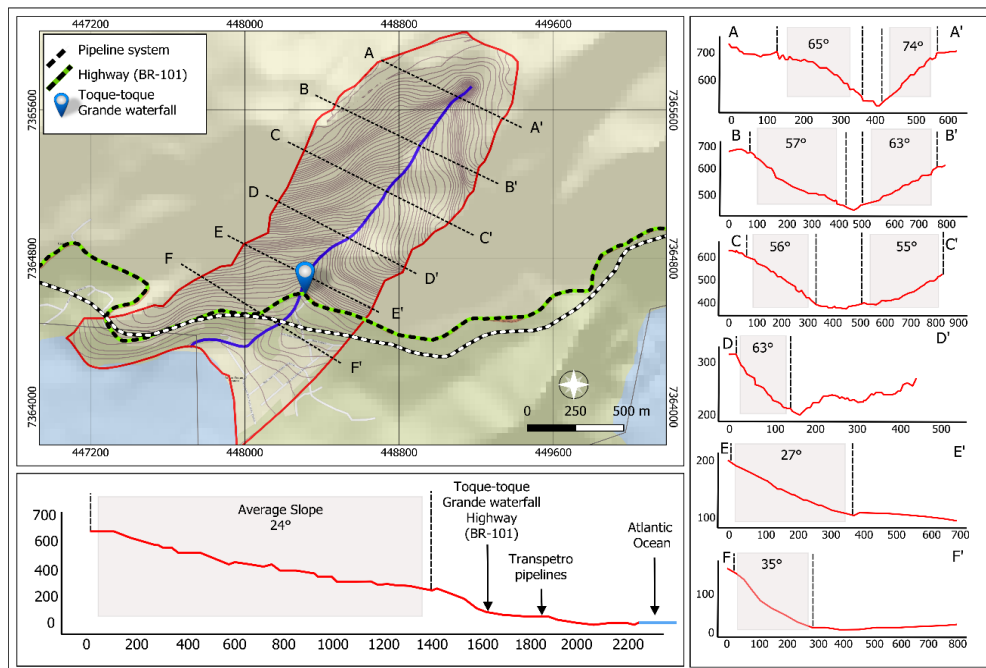 447200 448000 448800 449600
Pipeline system
Highway (BR-101)
Toque-toque
Grande waterfall
7365600 7365600
7364800 7364800
7364000 7364000
A A'
B B'
C C'
D D'
E E'
F F'
0 250 500 m
447200 448000 448800 449600
Average Slope
24°
Toque-toque
Grande waterfall
Highway
(BR-101)
Transpetro
pipelines
Atlantic
Ocean
700
600
400
200
0
0 200 400 600 800 1000 1200 1400 1600 1800 2000 2200
A 65° 74° A'
700
600
0 100 200 300 400 500 600
B 57° 63° B'
700
600
500
0 100 200 300 400 500 600 700 800
C 56° 55° C'
600
500
400
0 100 200 300 400 500 600 700 800 900
D 63° D'
300
200
0 100 200 300 400 500
E 27° E'
200
100
0 100 200 300 400 500 600 700
F 35° F'
100
0
0 100 200 300 400 500 600 700 800